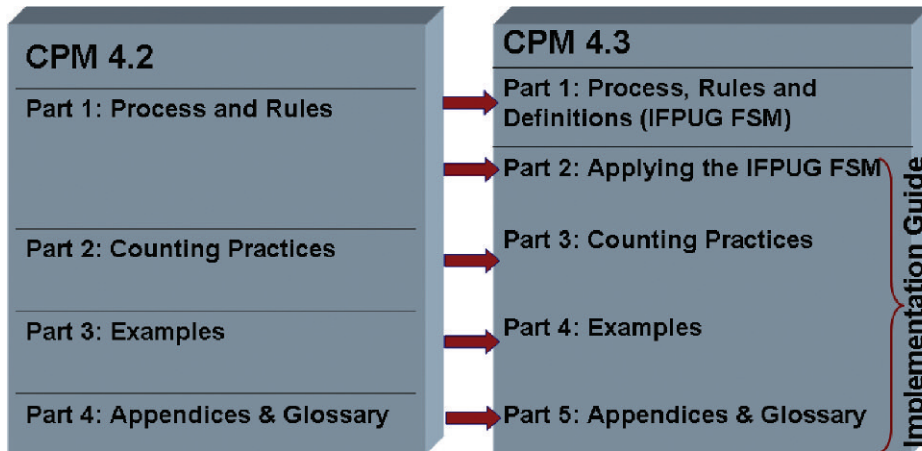 CPM 4.2
Part 1: Process and Rules
Part 2: Counting Practices
Part 3: Examples
Part 4: Appendices & Glossary
CPM 4.3
Part 1: Process, Rules and
Definitions (IFPUG FSM)
Part 2: Applying the IFPUG FSM
Part 3: Counting Practices
Part 4: Examples
Part 5: Appendices & Glossary
Implementation Guide